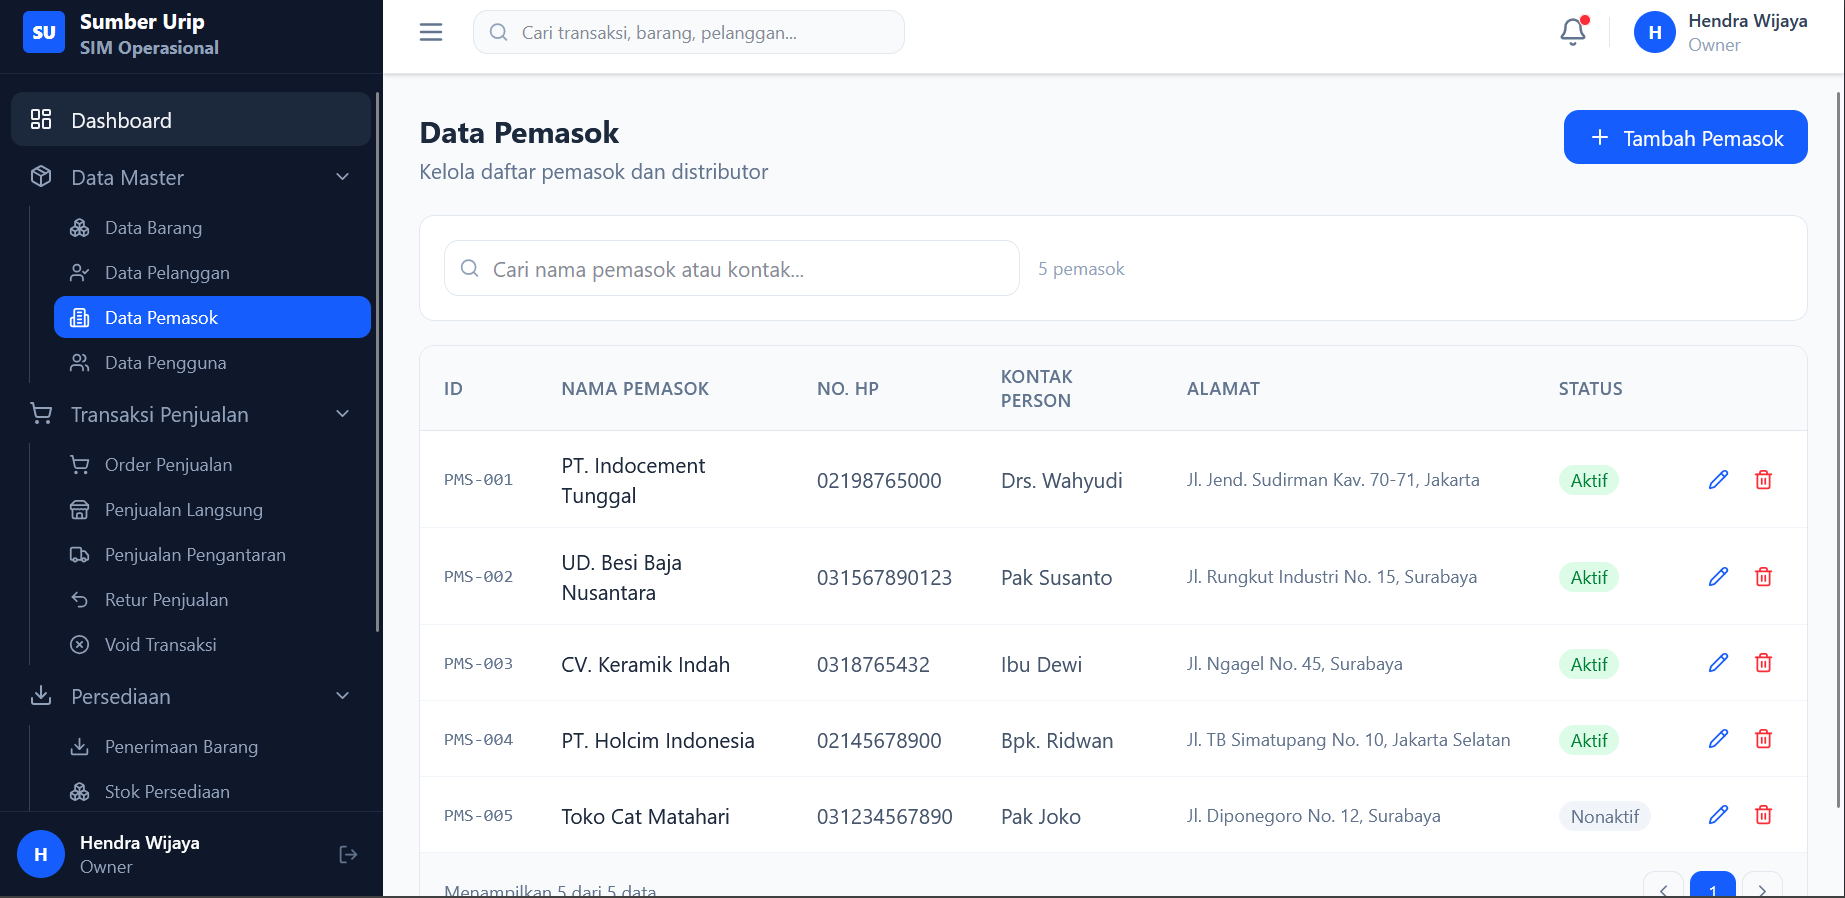 SU
Sumber Urip
SIM Operasional
Dashboard
Data Master
Data Barang
Data Pelanggan
Data Pemasok
Data Pengguna
Transaksi Penjualan
Order Penjualan
Penjualan Langsung
Penjualan Pengantaran
Retur Penjualan
Void Transaksi
Persediaan
Penerimaan Barang
Stok Persediaan
H
Hendra Wijaya
Owner
Cari transaksi, barang, pelanggan...
H
Hendra Wijaya
Owner
Data Pemasok
Kelola daftar pemasok dan distributor
Tambah Pemasok
Cari nama pemasok atau kontak...
5 pemasok
ID NAMA PEMASOK NO. HP KONTAK PERSON ALAMAT STATUS
PMS-001 PT. Indocement Tunggal 02198765000 Drs. Wahyudi Jl. Jend. Sudirman Kav. 70-71, Jakarta Aktif
PMS-002 UD. Besi Baja Nusantara 031567890123 Pak Susanto Jl. Rungkut Industri No. 15, Surabaya Aktif
PMS-003 CV. Keramik Indah 0318765432 Ibu Dewi Jl. Ngagel No. 45, Surabaya Aktif
PMS-004 PT. Holcim Indonesia 02145678900 Bpk. Ridwan Jl. TB Simatupang No. 10, Jakarta Selatan Aktif
PMS-005 Toko Cat Matahari 031234567890 Pak Joko Jl. Diponegoro No. 12, Surabaya Nonaktif
Menampilkan 5 dari 5 data
1